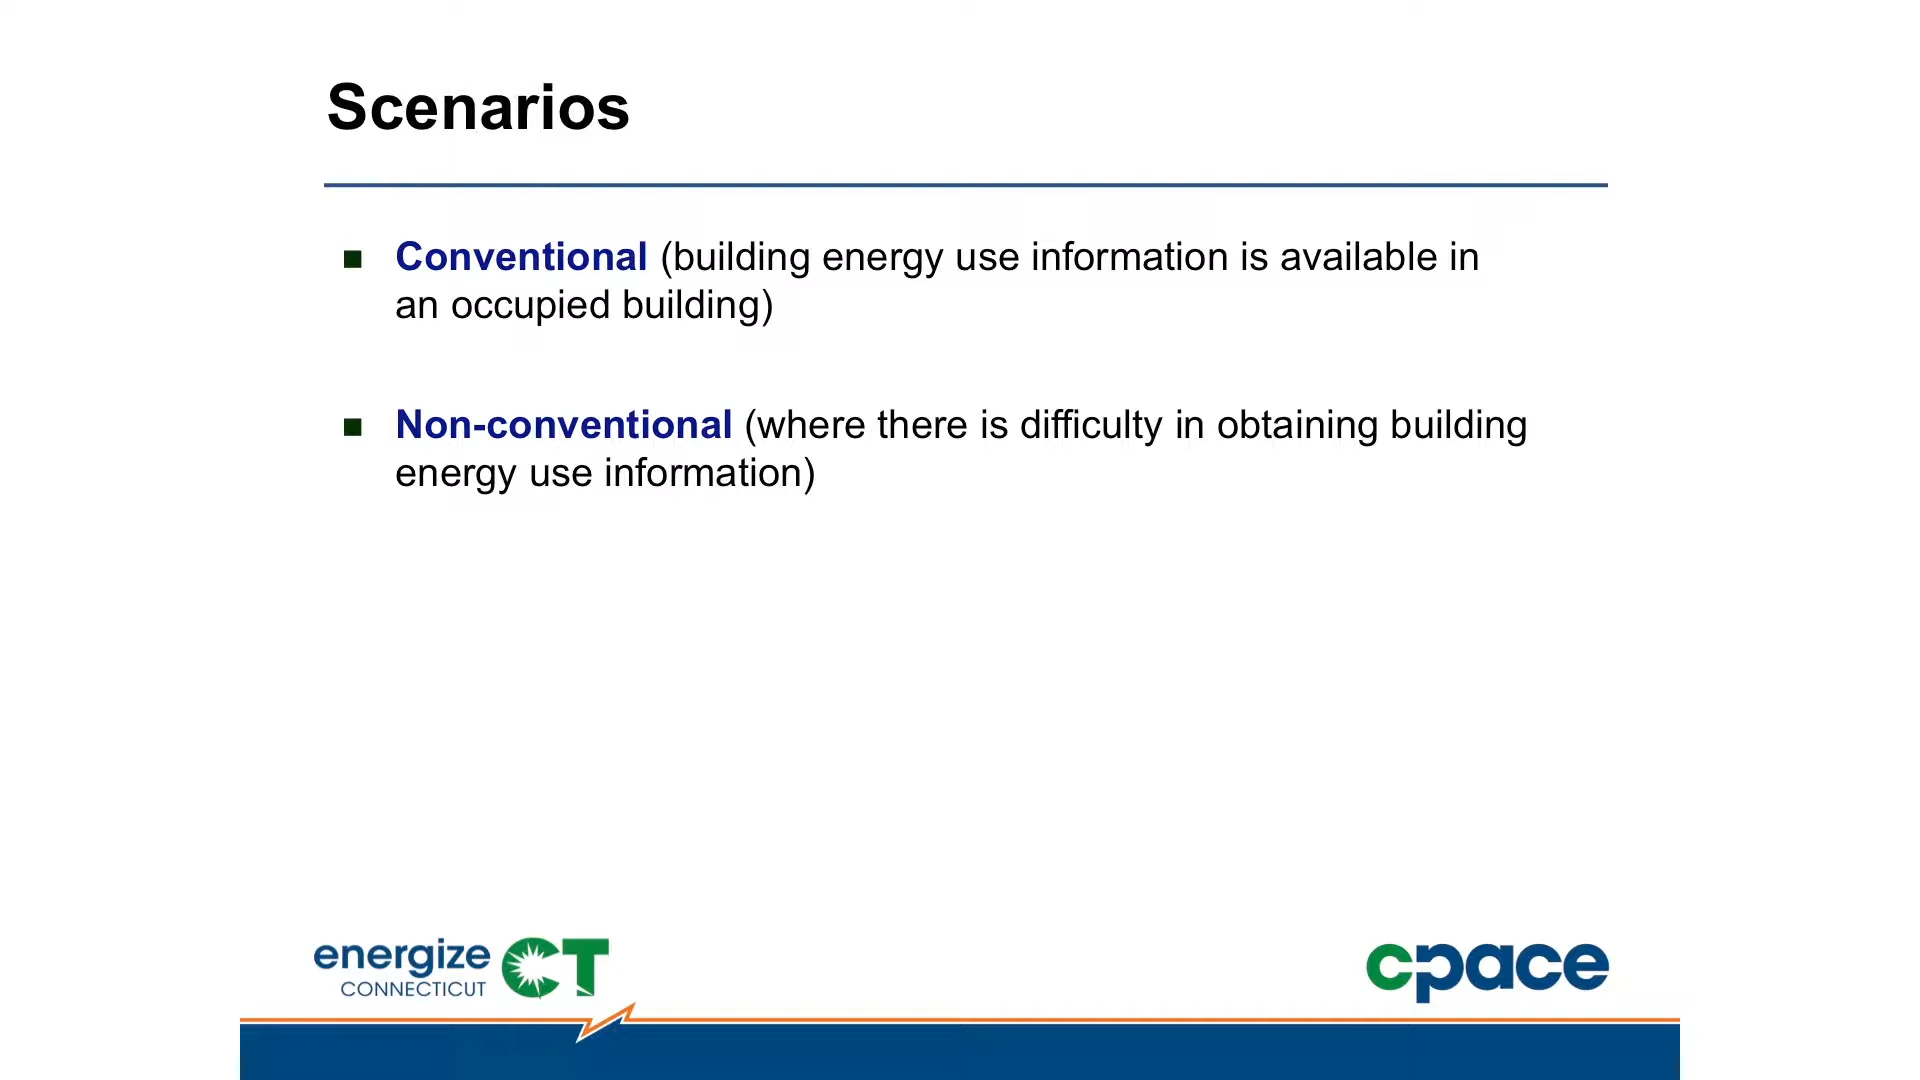 Scenarios
■ Conventional (building energy use information is available in
an occupied building)
■ Non-conventional (where there is difficulty in obtaining building
energy use information)
energize CT
CONNECTICUT
cpace